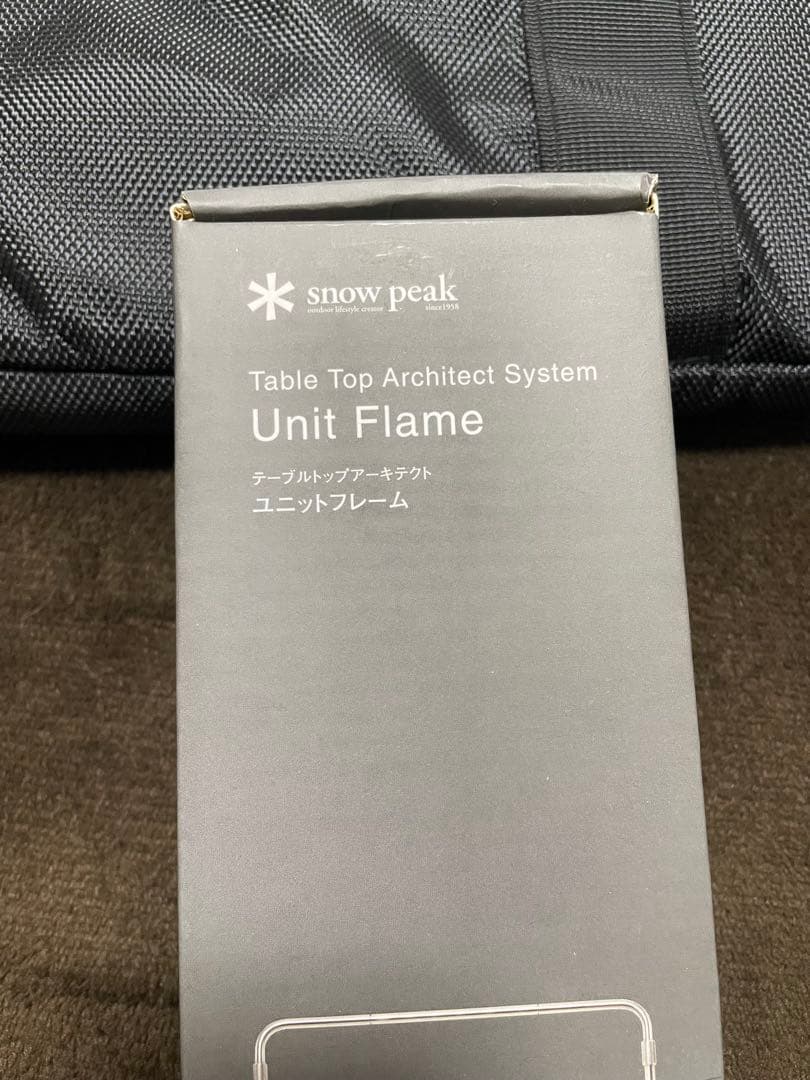 snow peak
outdoor lifestyle creator since1958
Table Top Architect System
Unit Flame
テーブルトップアーキテクト
ユニットフレーム